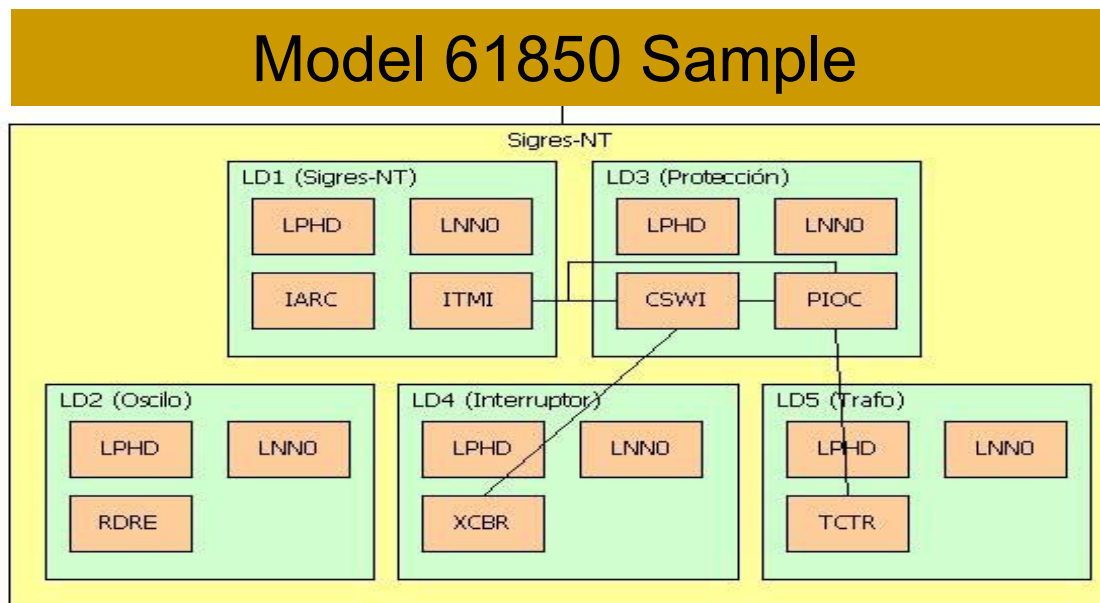 Model 61850 Sample
Sigres-NT
LD1 (Sigres-NT)
LPHD
LNN0
IARC
ITMI
LD3 (Protección)
LPHD
LNN0
CSWI
PIOC
LD2 (Oscilo)
LPHD
LNN0
RDRE
LD4 (Interruptor)
LPHD
LNN0
XCBR
LD5 (Trafo)
LPHD
LNN0
TCTR